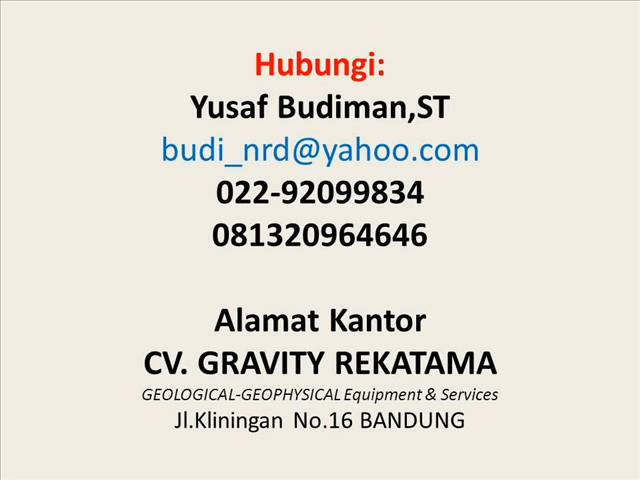 Hubungi:
Yusaf Budiman,ST
budi_nrd@yahoo.com
022-92099834
081320964646
Alamat Kantor
CV. GRAVITY REKATAMA
GEOLOGICAL-GEOPHYSICAL Equipment & Services
Jl.Kliningan No.16 BANDUNG